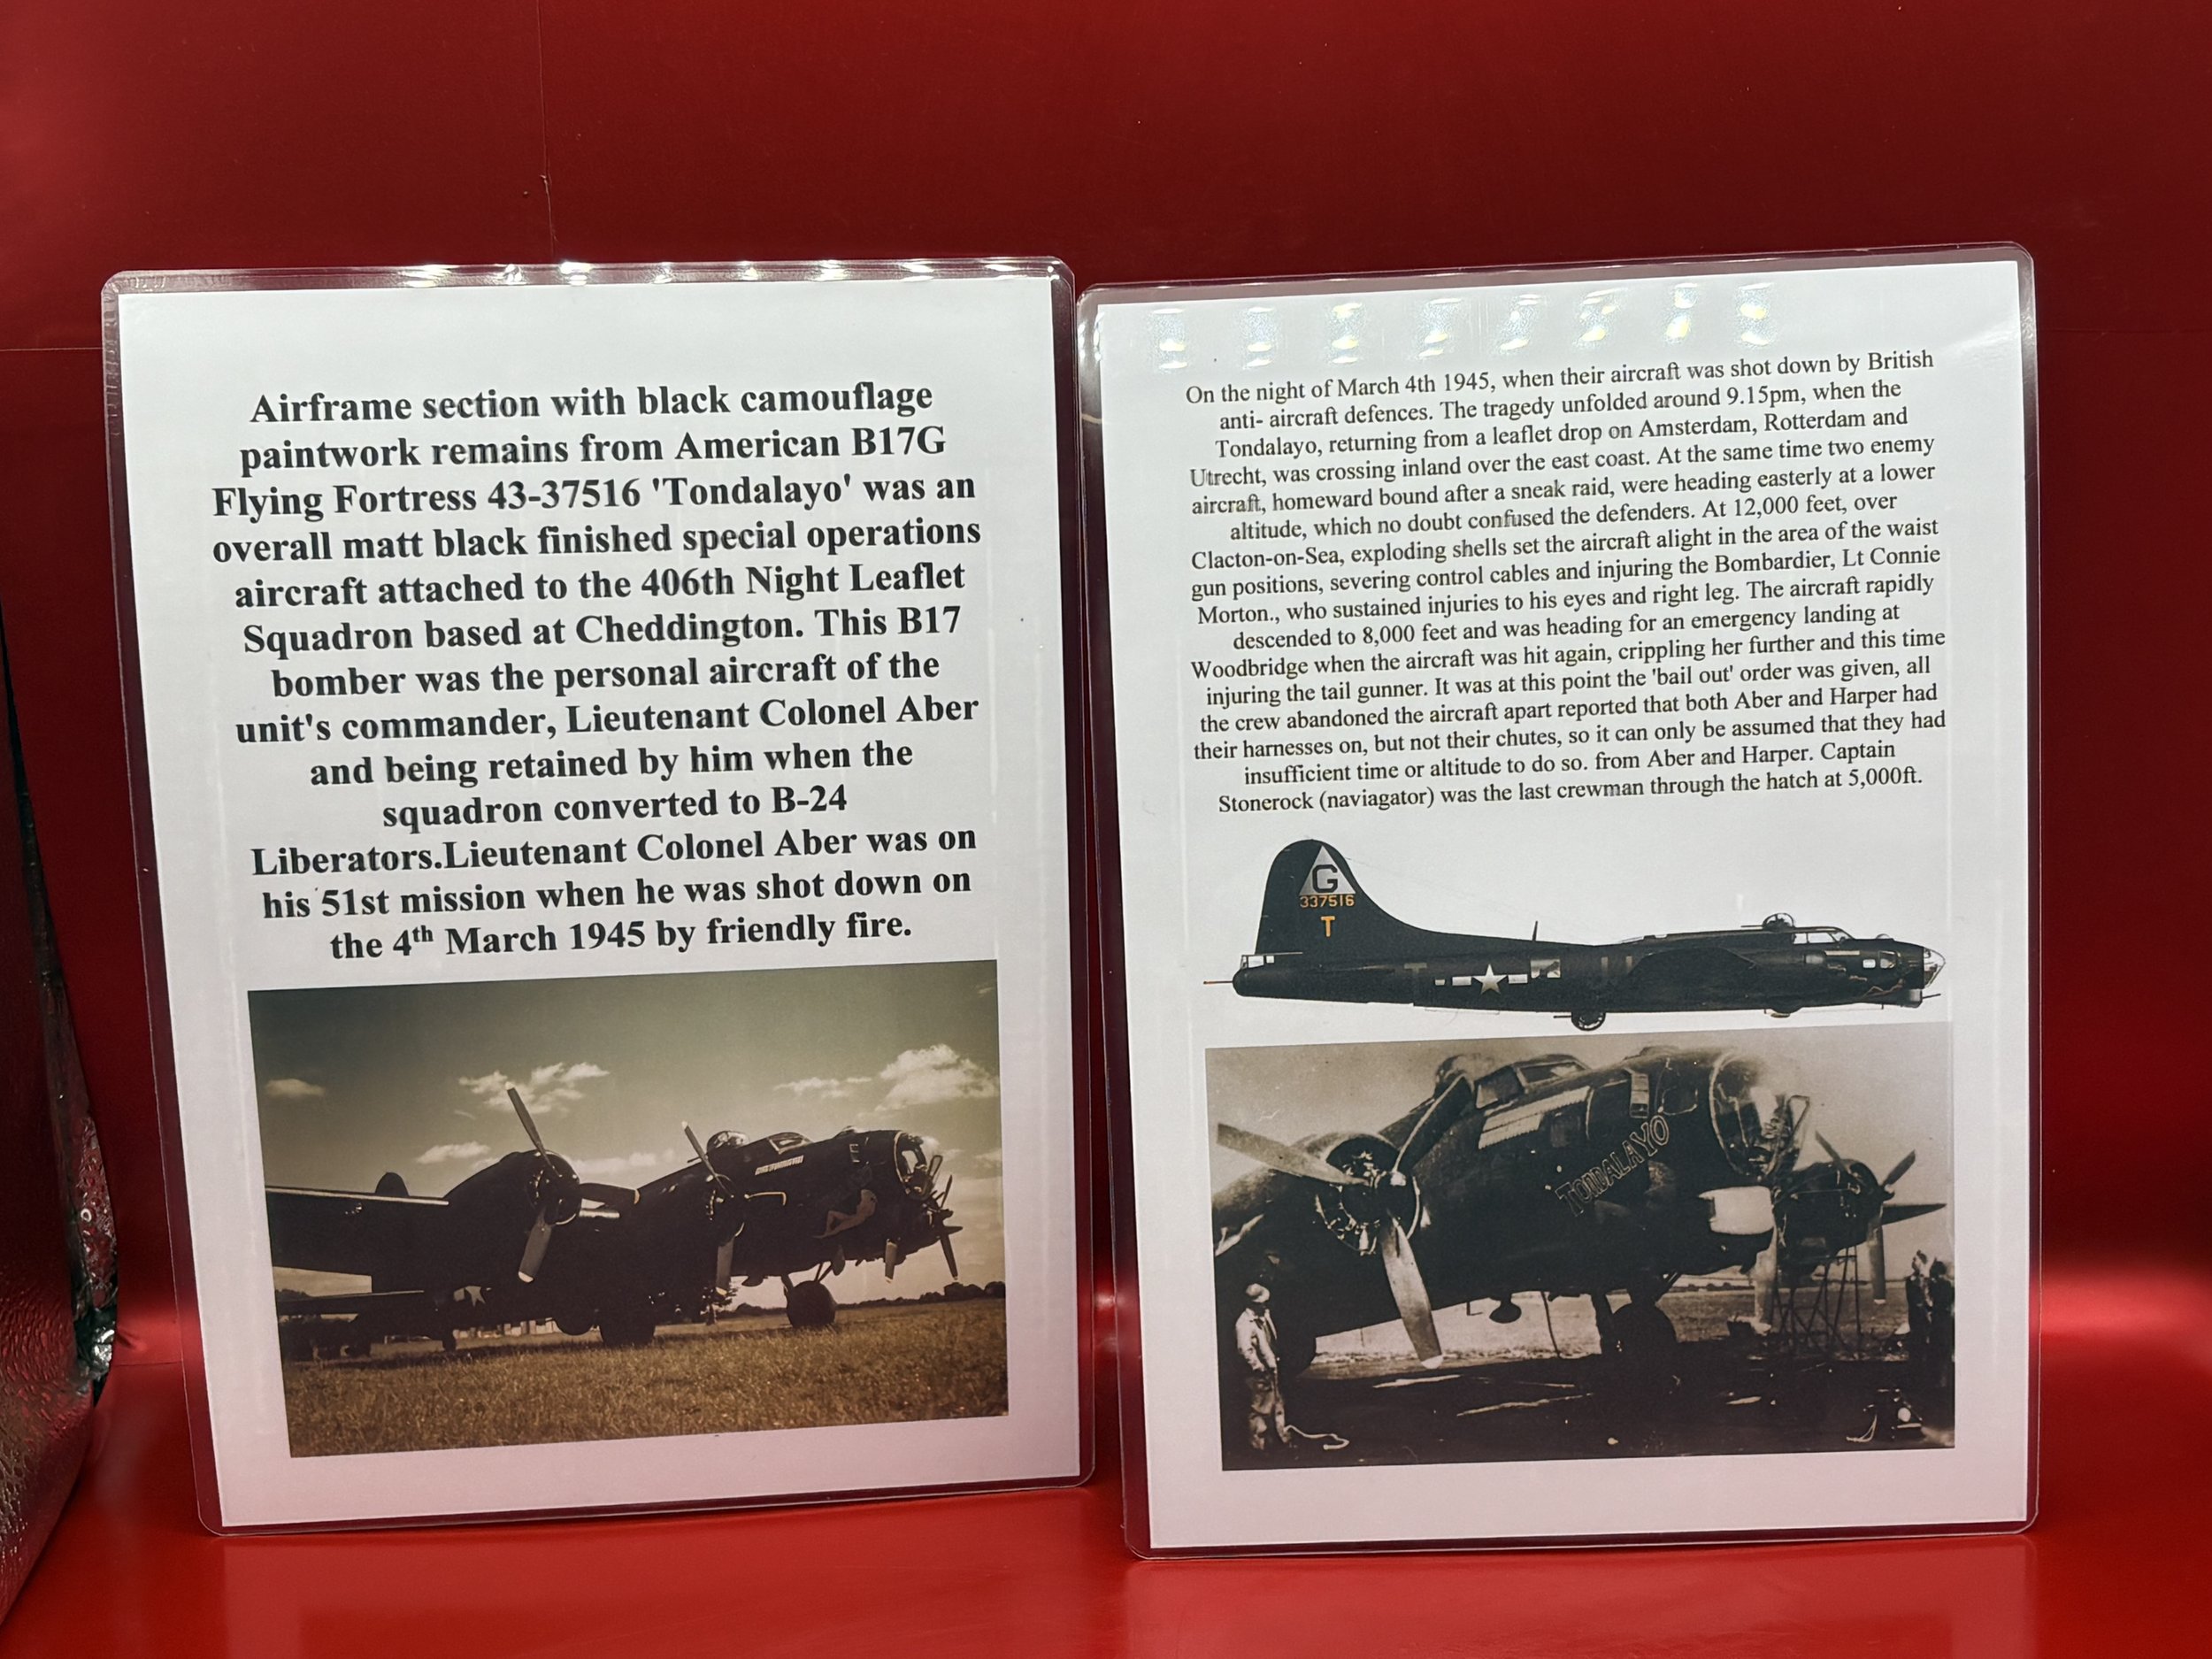 Airframe section with black camouflage
paintwork remains from American B17G
Flying Fortress 43-37516 'Tondalayo' was an
overall matt black finished special operations
aircraft attached to the 406th Night Leaflet
Squadron based at Cheddington. This B17
bomber was the personal aircraft of the
unit's commander, Lieutenant Colonel Aber
and being retained by him when the
squadron converted to B-24
Liberators.Lieutenant Colonel Aber was on
his 51st mission when he was shot down on
the 4th March 1945 by friendly fire.
On the night of March 4th 1945, when their aircraft was shot down by British
anti- aircraft defences. The tragedy unfolded around 9.15pm, when the
Tondalayo, returning from a leaflet drop on Amsterdam, Rotterdam and
Utrecht, was crossing inland over the east coast. At the same time two enemy
aircraft, homeward bound after a sneak raid, were heading easterly at a lower
altitude, which no doubt confused the defenders. At 12,000 feet, over
Clacton-on-Sea, exploding shells set the aircraft alight in the area of the waist
gun positions, severing control cables and injuring the Bombardier, Lt Connie
Morton., who sustained injuries to his eyes and right leg. The aircraft rapidly
descended to 8,000 feet and was heading for an emergency landing at
Woodbridge when the aircraft was hit again, crippling her further and this time
injuring the tail gunner. It was at this point the 'bail out' order was given, all
the crew abandoned the aircraft apart reported that both Aber and Harper had
their harnesses on, but not their chutes, so it can only be assumed that they had
insufficient time or altitude to do so. from Aber and Harper. Captain
Stonerock (naviagator) was the last crewman through the hatch at 5,000ft.
G
337516
T
TONDALAYO